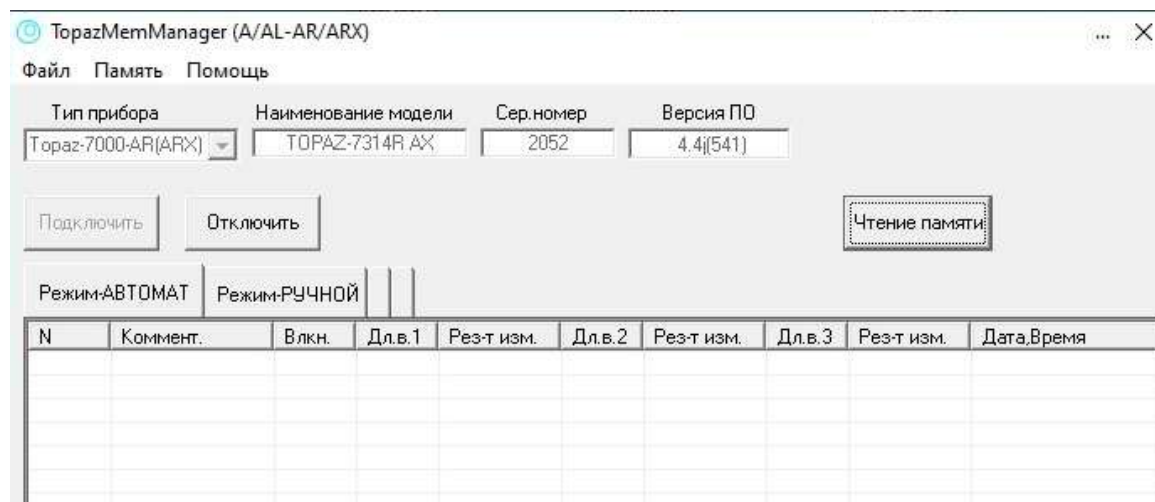 TopazMemManager (A/AL-AR/ARX)
Файл Память Помощь
Тип прибора Наименование модели Сер.номер Версия ПО
Topaz-7000-AR(ARX) TOPAZ-7314R AX 2052 4.4j(541)
Подключить Отключить Чтение памяти
Режим-АВТОМАТ Режим-РУЧНОЙ
N Коммент. Влкн. Дл.в.1 Рез-т изм. Дл.в.2 Рез-т изм. Дл.в.3 Рез-т изм. Дата,Время